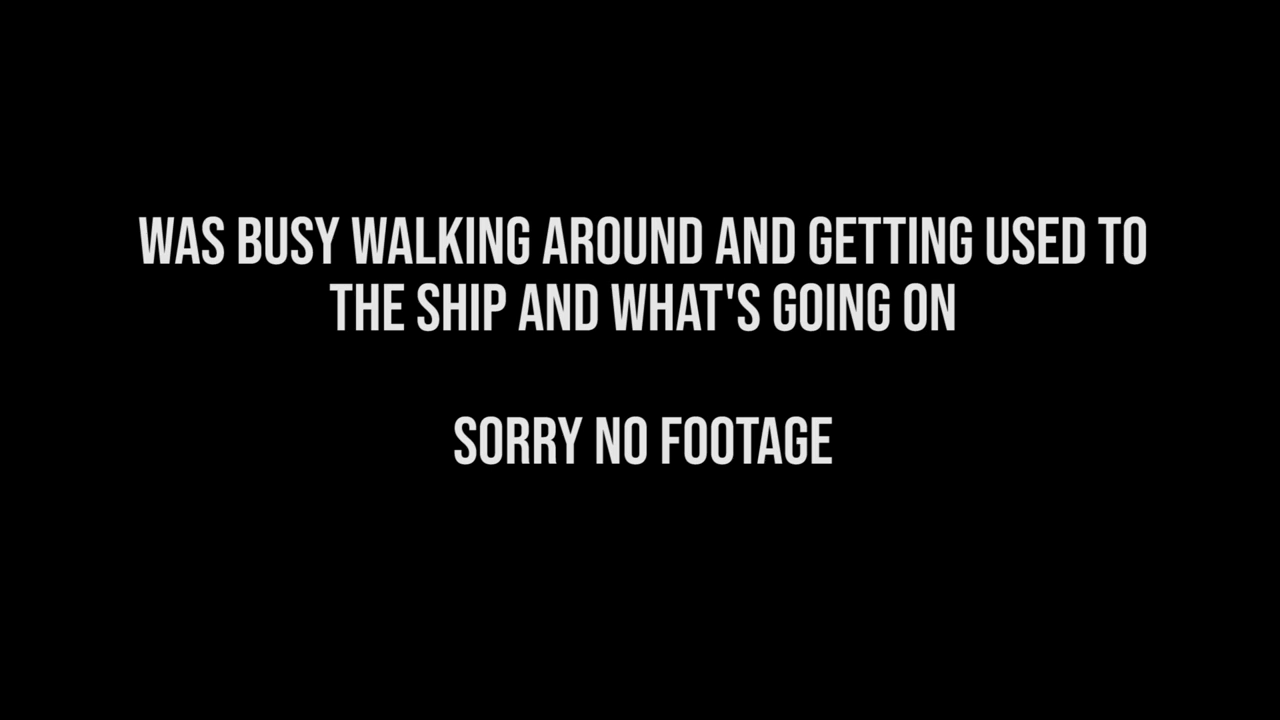 WAS BUSY WALKING AROUND AND GETTING USED TO
THE SHIP AND WHAT'S GOING ON
SORRY NO FOOTAGE